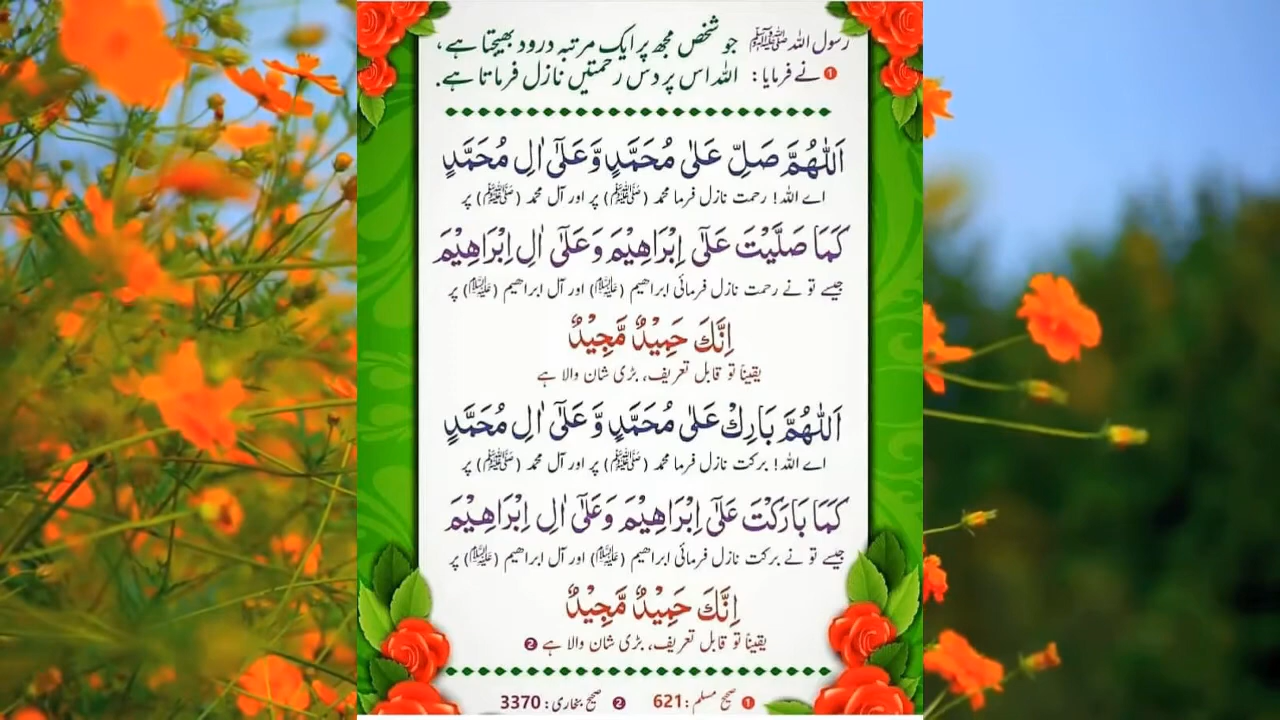 رسول اللہ ﷺ جو شخص مجھ پر ایک مرتبہ درود بھیجتا ہے،
❶ نے فرمایا: اللہ اس پر دس رحمتیں نازل فرماتا ہے۔
اَللّٰهُمَّ صَلِّ عَلٰى مُحَمَّدٍ وَّعَلٰٓى اٰلِ مُحَمَّدٍ
اے اللہ! رحمت نازل فرما محمد (ﷺ) پر اور آل محمد (ﷺ) پر
كَمَا صَلَّيْتَ عَلٰٓى اِبْرَاهِيْمَ وَعَلٰٓى اٰلِ اِبْرَاهِيْمَ
جیسے تو نے رحمت نازل فرمائی ابراھیم (علیہ السلام) اور آل ابراھیم (علیہ السلام) پر
اِنَّكَ حَمِيْدٌ مَّجِيْدٌ
یقیناً تو قابل تعریف، بڑی شان والا ہے
اَللّٰهُمَّ بَارِكْ عَلٰى مُحَمَّدٍ وَّعَلٰٓى اٰلِ مُحَمَّدٍ
اے اللہ! برکت نازل فرما محمد (ﷺ) پر اور آل محمد (ﷺ) پر
كَمَا بَارَكْتَ عَلٰٓى اِبْرَاهِيْمَ وَعَلٰٓى اٰلِ اِبْرَاهِيْمَ
جیسے تو نے برکت نازل فرمائی ابراھیم (علیہ السلام) اور آل ابراھیم (علیہ السلام) پر
اِنَّكَ حَمِيْدٌ مَّجِيْدٌ
یقیناً تو قابل تعریف، بڑی شان والا ہے ❷
❶ صحیح مسلم: 621 ❷ صحیح بخاری: 3370